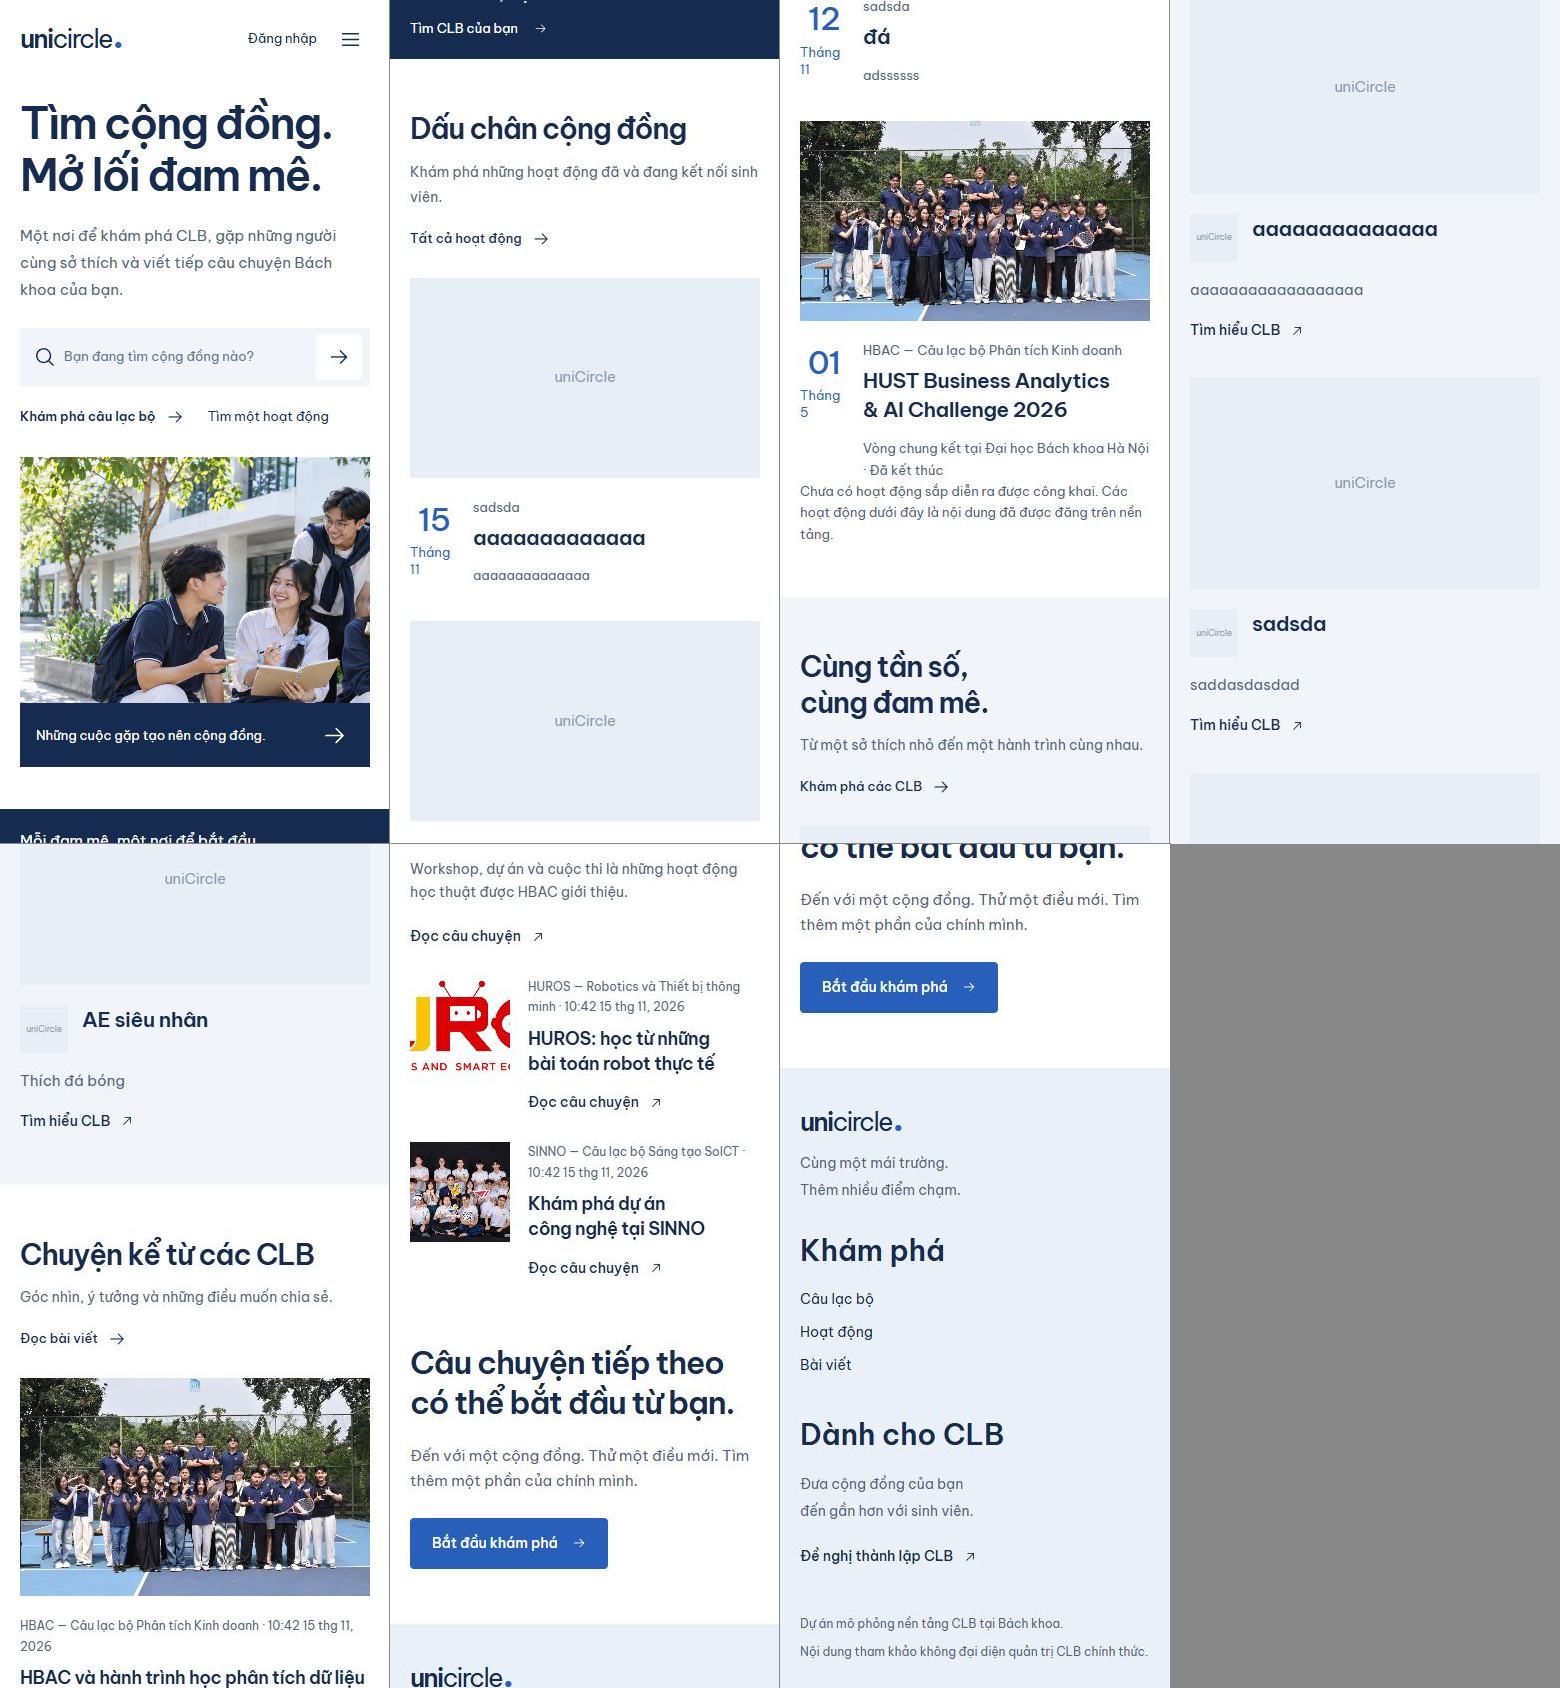 unicircle.
Đăng nhập
Tìm cộng đồng.
Mở lối đam mê.
Một nơi để khám phá CLB, gặp những người
cùng sở thích và viết tiếp câu chuyện Bách
khoa của bạn.
Bạn đang tìm cộng đồng nào?
Khám phá câu lạc bộ
Tìm một hoạt động
Những cuộc gặp tạo nên cộng đồng.
Mỗi đam mê, một nơi để bắt đầu
Tìm CLB của bạn
Dấu chân cộng đồng
Khám phá những hoạt động đã và đang kết nối sinh
viên.
Tất cả hoạt động
uniCircle
15
Tháng
11
sadsda
aaaaaaaaaaaaaa
aaaaaaaaaaaaaa
uniCircle
12
Tháng
11
sadsda
đá
adssssss
01
Tháng
5
HBAC — Câu lạc bộ Phân tích Kinh doanh
HUST Business Analytics
& AI Challenge 2026
Vòng chung kết tại Đại học Bách khoa Hà Nội
· Đã kết thúc
Chưa có hoạt động sắp diễn ra được công khai. Các
hoạt động dưới đây là nội dung đã được đăng trên nền
tảng.
Cùng tần số,
cùng đam mê.
Từ một sở thích nhỏ đến một hành trình cùng nhau.
Khám phá các CLB
uniCircle
uniCircle
aaaaaaaaaaaaaaa
aaaaaaaaaaaaaaaaaa
Tìm hiểu CLB
uniCircle
uniCircle
sadsda
saddasdasdad
Tìm hiểu CLB
uniCircle
uniCircle
AE siêu nhân
Thích đá bóng
Tìm hiểu CLB
Chuyện kể từ các CLB
Góc nhìn, ý tưởng và những điều muốn chia sẻ.
Đọc bài viết
HBAC — Câu lạc bộ Phân tích Kinh doanh · 10:42 15 thg 11,
2026
HBAC và hành trình học phân tích dữ liệu
Workshop, dự án và cuộc thi là những hoạt động
học thuật được HBAC giới thiệu.
Đọc câu chuyện
HUROS — Robotics và Thiết bị thông
minh · 10:42 15 thg 11, 2026
HUROS: học từ những
bài toán robot thực tế
Đọc câu chuyện
S AND SMART E
SINNO — Câu lạc bộ Sáng tạo SoICT ·
10:42 15 thg 11, 2026
Khám phá dự án
công nghệ tại SINNO
Đọc câu chuyện
Câu chuyện tiếp theo
có thể bắt đầu từ bạn.
Đến với một cộng đồng. Thử một điều mới. Tìm
thêm một phần của chính mình.
Bắt đầu khám phá
unicircle.
có thể bắt đầu từ bạn.
Đến với một cộng đồng. Thử một điều mới. Tìm
thêm một phần của chính mình.
Bắt đầu khám phá
unicircle.
Cùng một mái trường.
Thêm nhiều điểm chạm.
Khám phá
Câu lạc bộ
Hoạt động
Bài viết
Dành cho CLB
Đưa cộng đồng của bạn
đến gần hơn với sinh viên.
Đề nghị thành lập CLB
Dự án mô phỏng nền tảng CLB tại Bách khoa.
Nội dung tham khảo không đại diện quản trị CLB chính thức.